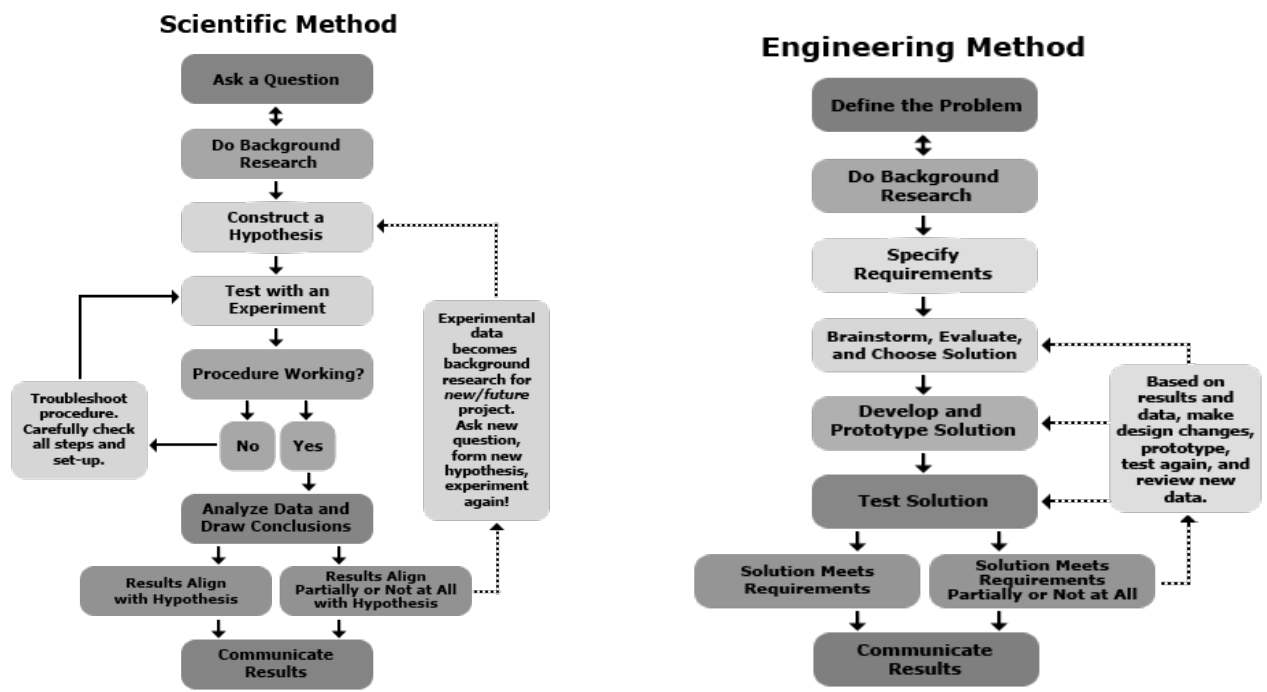 Scientific Method
Ask a Question
Do Background
Research
Construct a
Hypothesis
Test with an
Experiment
Procedure Working?
No
Yes
Troubleshoot
procedure.
Carefully check
all steps and
set-up.
Analyze Data and
Draw Conclusions
Results Align
with Hypothesis
Results Align
Partially or Not at All
with Hypothesis
Communicate
Results
Experimental
data
becomes
background
research for
new/future
project.
Ask new
question,
form new
hypothesis,
experiment
again!
Engineering Method
Define the Problem
Do Background
Research
Specify
Requirements
Brainstorm, Evaluate,
and Choose Solution
Develop and
Prototype Solution
Test Solution
Solution Meets
Requirements
Solution Meets
Requirements
Partially or Not at All
Communicate
Results
Based on
results and
data, make
design changes,
prototype,
test again, and
review new
data.